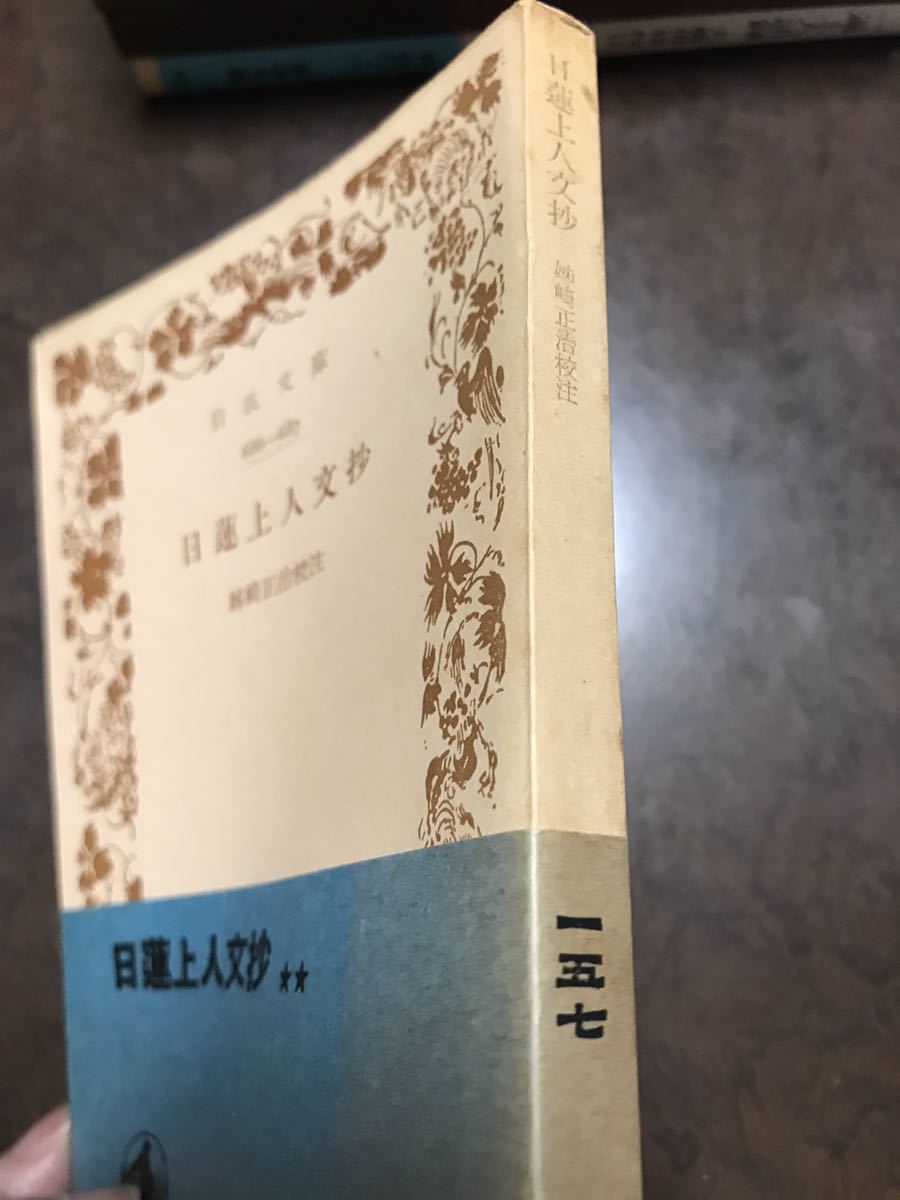 岩波文庫
日蓮上人文抄
姉崎正治校注
日蓮上人文抄 ★★
日蓮上人文抄 姉崎正治校注
一五七